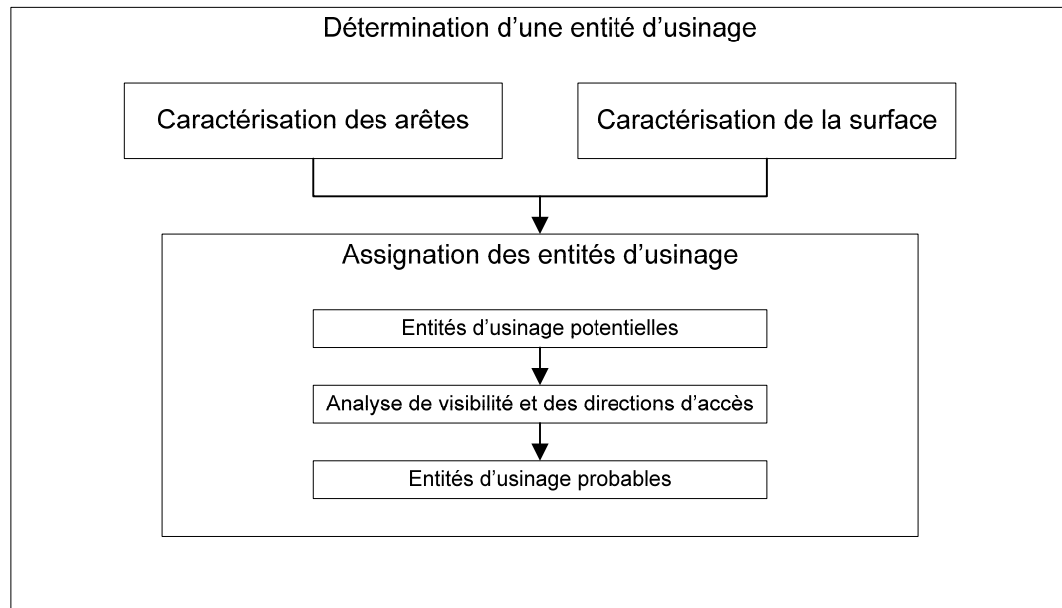 Détermination d’une entité d’usinage
Caractérisation des arêtes
Caractérisation de la surface
Assignation des entités d’usinage
Entités d’usinage potentielles
Analyse de visibilité et des directions d’accès
Entités d’usinage probables